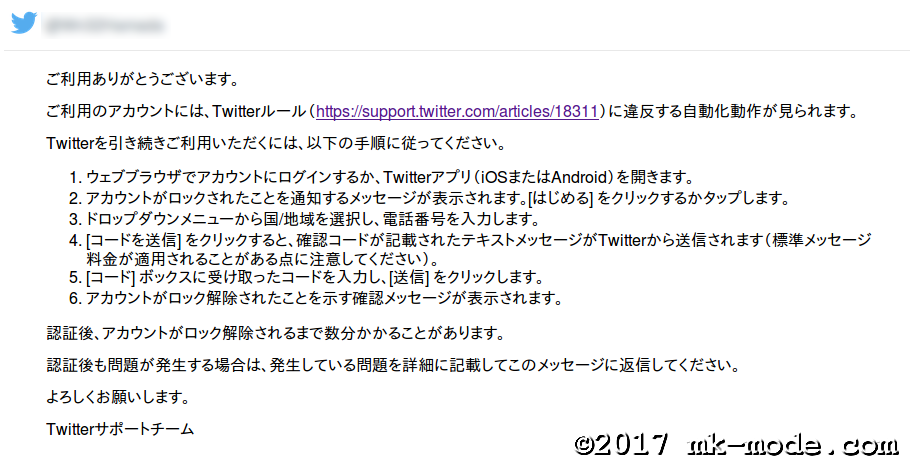 ご利用ありがとうございます。
ご利用のアカウントには、Twitterルール（https://support.twitter.com/articles/18311）に違反する自動化動作が見られます。
Twitterを引き続きご利用いただくには、以下の手順に従ってください。
1. ウェブブラウザでアカウントにログインするか、Twitterアプリ（iOSまたはAndroid）を開きます。
2. アカウントがロックされたことを通知するメッセージが表示されます。[はじめる] をクリックするかタップします。
3. ドロップダウンメニューから国/地域を選択し、電話番号を入力します。
4. [コードを送信] をクリックすると、確認コードが記載されたテキストメッセージがTwitterから送信されます（標準メッセージ
料金が適用されることがある点に注意してください）。
5. [コード] ボックスに受け取ったコードを入力し、[送信] をクリックします。
6. アカウントがロック解除されたことを示す確認メッセージが表示されます。
認証後、アカウントがロック解除されるまで数分かかることがあります。
認証後も問題が発生する場合は、発生している問題を詳細に記載してこのメッセージに返信してください。
よろしくお願いします。
Twitterサポートチーム
©2017 mk-mode.com